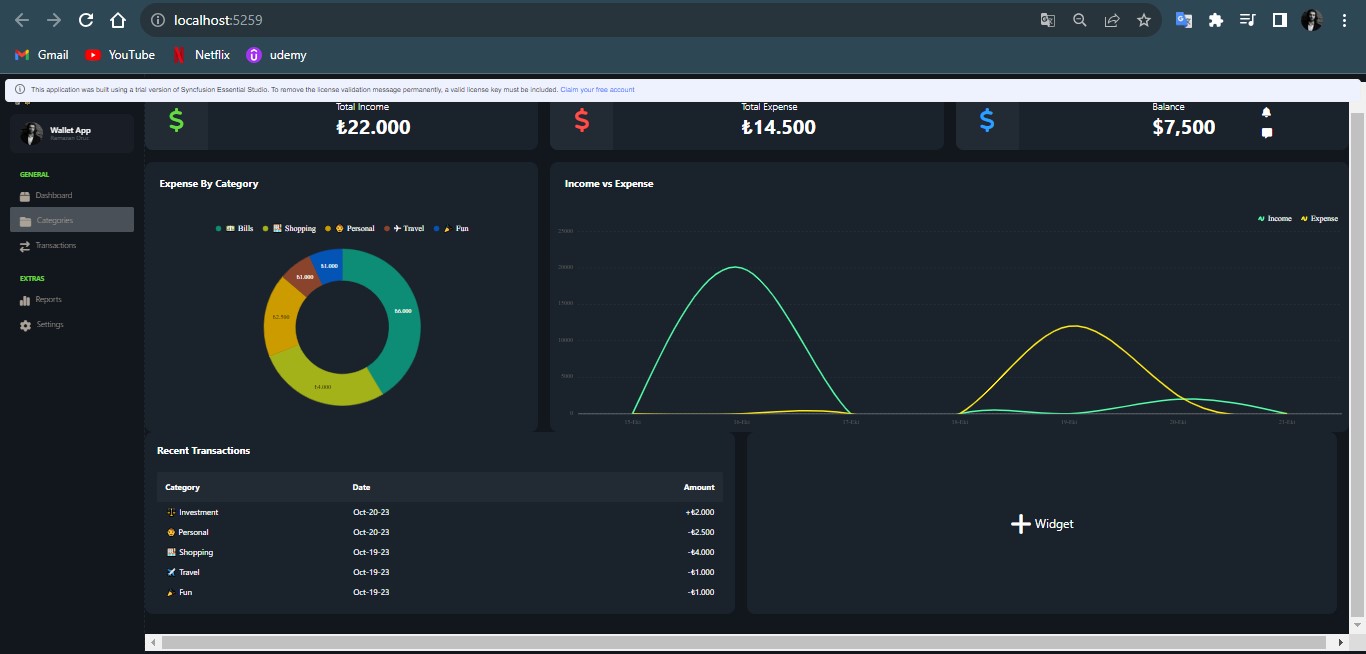 localhost:5259
Gmail YouTube Netflix udemy
This application was built using a trial version of Syncfusion Essential Studio. To remove the license validation message permanently, a valid license key must be included. Claim your free account
Total Income
₺22.000
Total Expense
₺14.500
Balance
$7,500
Wallet App
GENERAL
Dashboard
Categories
Transactions
EXTRAS
Reports
Settings
Expense By Category
Bills Shopping Personal Travel Fun
₺1.000
₺1.000
₺6.000
₺2.500
₺4.000
Income vs Expense
Income Expense
25000
20000
15000
10000
5000
0
15-Eki 16-Eki 17-Eki 18-Eki 19-Eki 20-Eki 21-Eki
Recent Transactions
Category Date Amount
Investment Oct-20-23 +₺2.000
Personal Oct-20-23 -₺2.500
Shopping Oct-19-23 -₺4.000
Travel Oct-19-23 -₺1.000
Fun Oct-19-23 -₺1.000
Widget